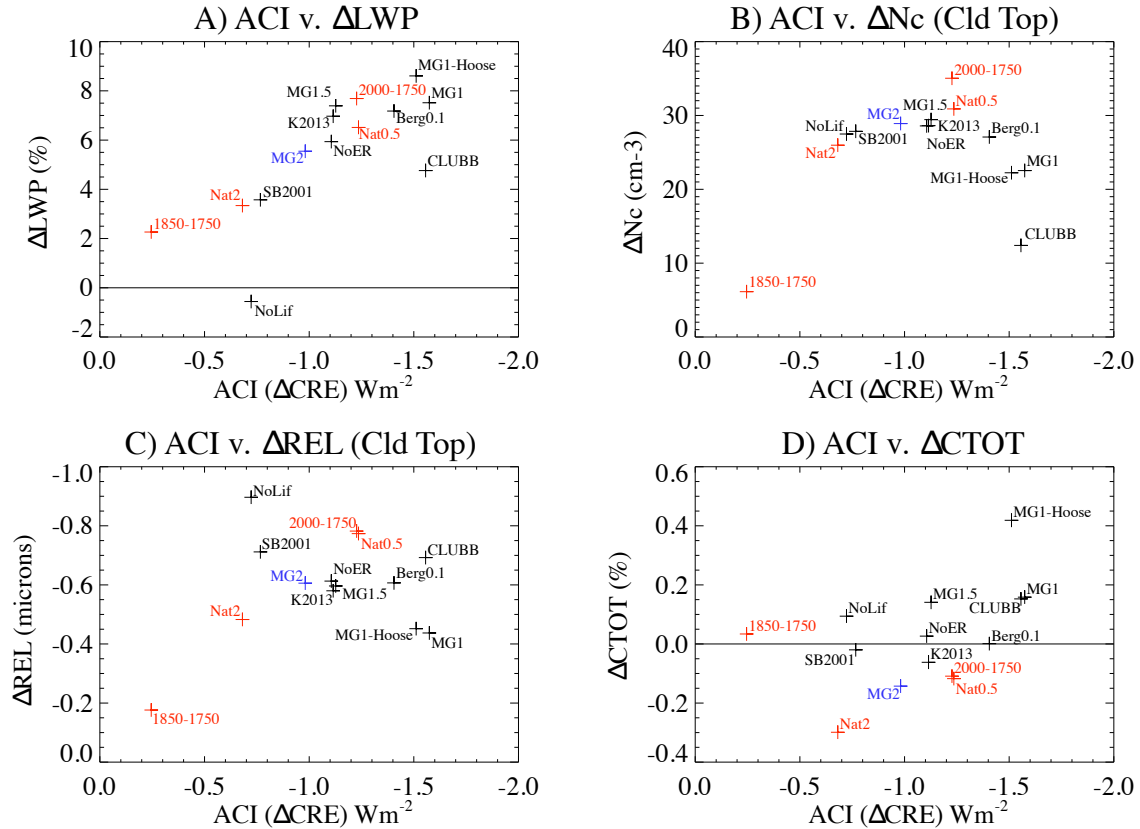 A) ACI v. ΔLWP
10
8
6
4
2
0
-2
ΔLWP (%)
MG1-Hoose
MG1.5
2000-1750
MG1
K2013
Berg0.1
Nat0.5
NoER
MG2
CLUBB
Nat2
SB2001
1850-1750
NoLif
0.0 -0.5 -1.0 -1.5 -2.0
ACI (ΔCRE) Wm-2
B) ACI v. ΔNc (Cld Top)
40
30
20
10
0
ΔNc (cm-3)
2000-1750
Nat0.5
MG1.5
MG2
NoLif
K2013
Berg0.1
SB2001
NoER
Nat2
MG1
MG1-Hoose
CLUBB
1850-1750
0.0 -0.5 -1.0 -1.5 -2.0
ACI (ΔCRE) Wm-2
C) ACI v. ΔREL (Cld Top)
-1.0
-0.8
-0.6
-0.4
-0.2
0.0
ΔREL (microns)
NoLif
2000-1750
Nat0.5
SB2001
CLUBB
NoER
MG2
Berg0.1
K2013
MG1.5
Nat2
MG1-Hoose
MG1
1850-1750
0.0 -0.5 -1.0 -1.5 -2.0
ACI (ΔCRE) Wm-2
D) ACI v. ΔCTOT
0.6
0.4
0.2
0.0
-0.2
-0.4
ΔCTOT (%)
MG1-Hoose
MG1.5
MG1
CLUBB
NoLif
1850-1750
NoER
Berg0.1
SB2001
K2013
2000-1750
MG2
Nat0.5
Nat2
0.0 -0.5 -1.0 -1.5 -2.0
ACI (ΔCRE) Wm-2